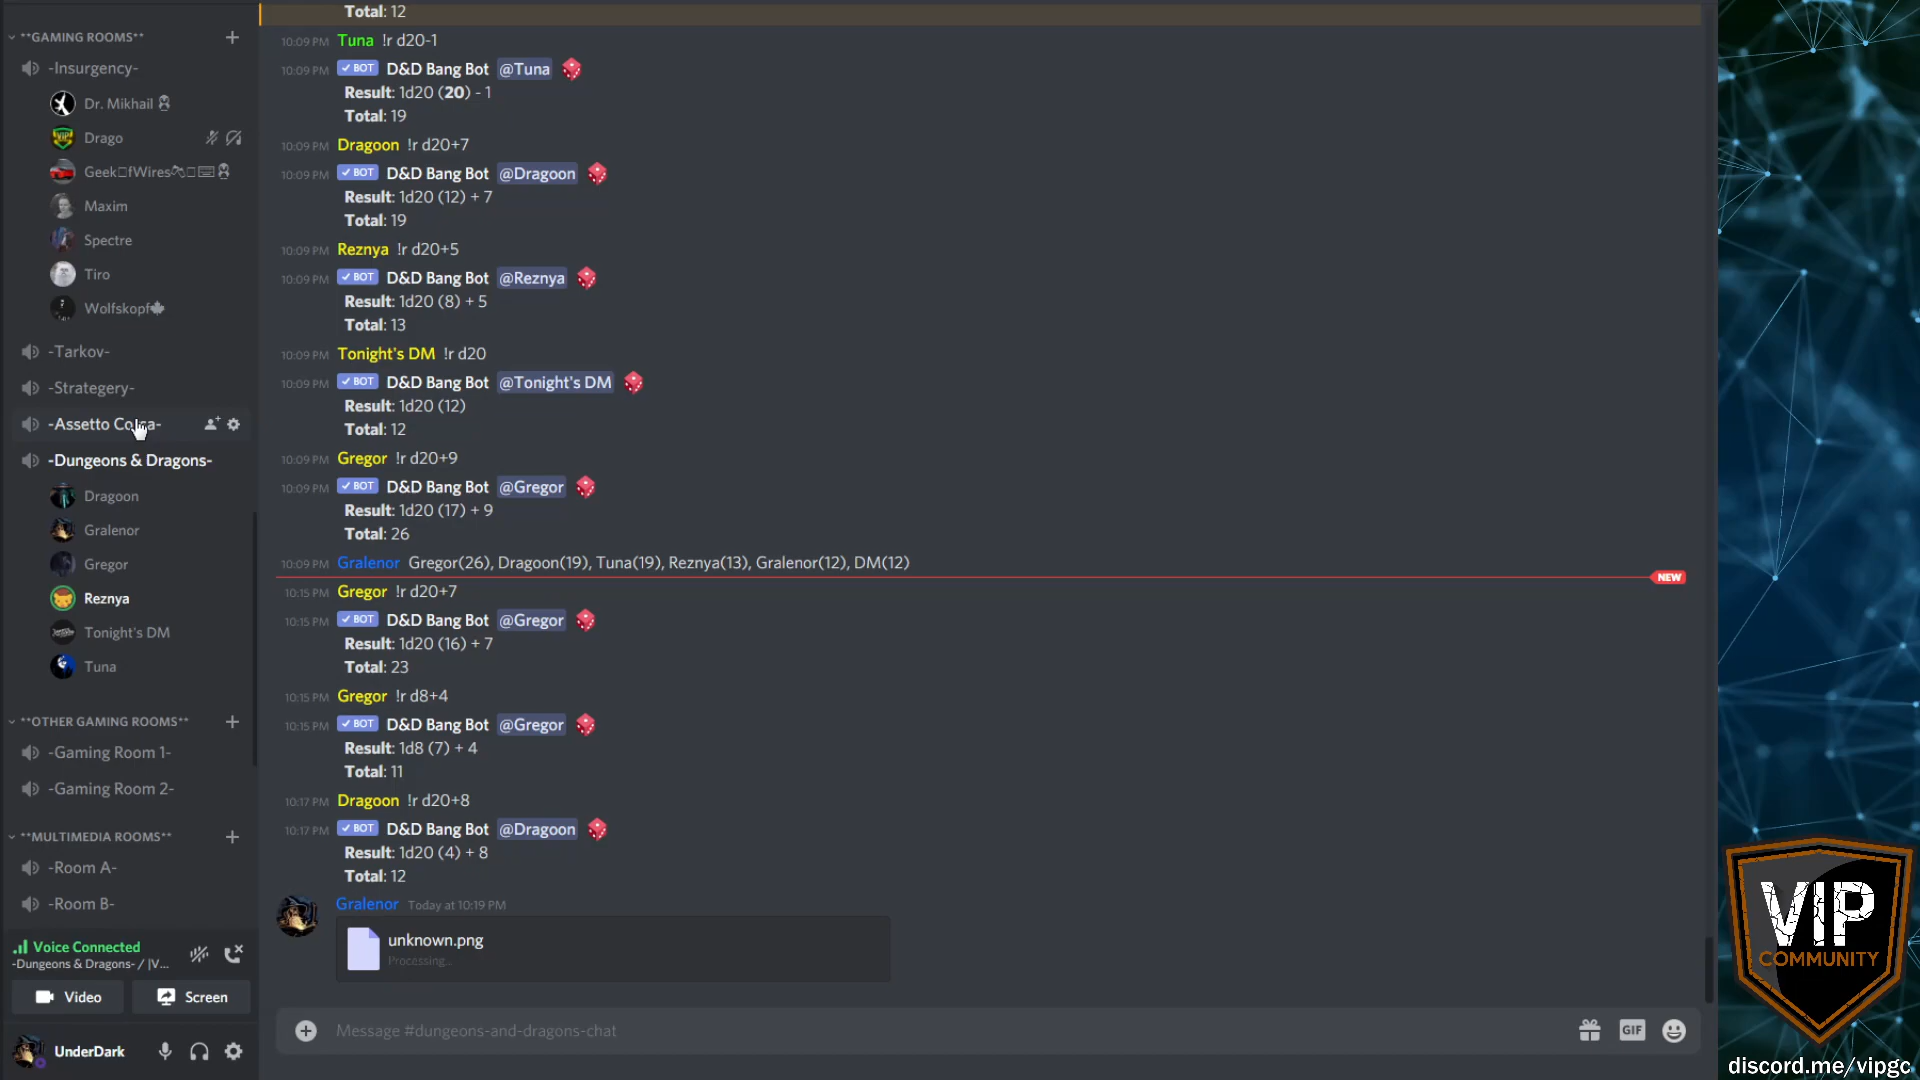 **GAMING ROOMS**
-Insurgency-
Dr. Mikhail
Drago
Maxim
Spectre
Tiro
Wolfskopf
-Tarkov-
-Strategery-
-Assetto
-Dungeons & Dragons-
Dragoon
Gralenor
Gregor
Reznya
Tonight's DM
Tuna
**OTHER GAMING ROOMS**
-Gaming Room 1-
-Gaming Room 2-
**MULTIMEDIA ROOMS**
-Room A-
-Room B-
Voice Connected
-Dungeons & Dragons- / |V...
Video Screen
UnderDark
Total: 12
10:09 PM Tuna !r d20-1
10:09 PM BOT D&D Bang Bot @Tuna
Result: 1d20 (20) - 1
Total: 19
10:09 PM Dragoon !r d20+7
10:09 PM BOT D&D Bang Bot @Dragoon
Result: 1d20 (12) + 7
Total: 19
10:09 PM Reznya !r d20+5
10:09 PM BOT D&D Bang Bot @Reznya
Result: 1d20 (8) + 5
Total: 13
10:09 PM Tonight's DM !r d20
10:09 PM BOT D&D Bang Bot @Tonight's DM
Result: 1d20 (12)
Total: 12
10:09 PM Gregor !r d20+9
10:09 PM BOT D&D Bang Bot @Gregor
Result: 1d20 (17) + 9
Total: 26
10:09 PM Gralenor Gregor(26), Dragoon(19), Tuna(19), Reznya(13), Gralenor(12), DM(12)
NEW
10:15 PM Gregor !r d20+7
10:15 PM BOT D&D Bang Bot @Gregor
Result: 1d20 (16) + 7
Total: 23
10:15 PM Gregor !r d8+4
10:15 PM BOT D&D Bang Bot @Gregor
Result: 1d8 (7) + 4
Total: 11
10:17 PM Dragoon !r d20+8
10:17 PM BOT D&D Bang Bot @Dragoon
Result: 1d20 (4) + 8
Total: 12
Gralenor Today at 10:19 PM
unknown.png
Processing...
Message #dungeons-and-dragons-chat
GIF
VIP
COMMUNITY
discord.me/vipgc